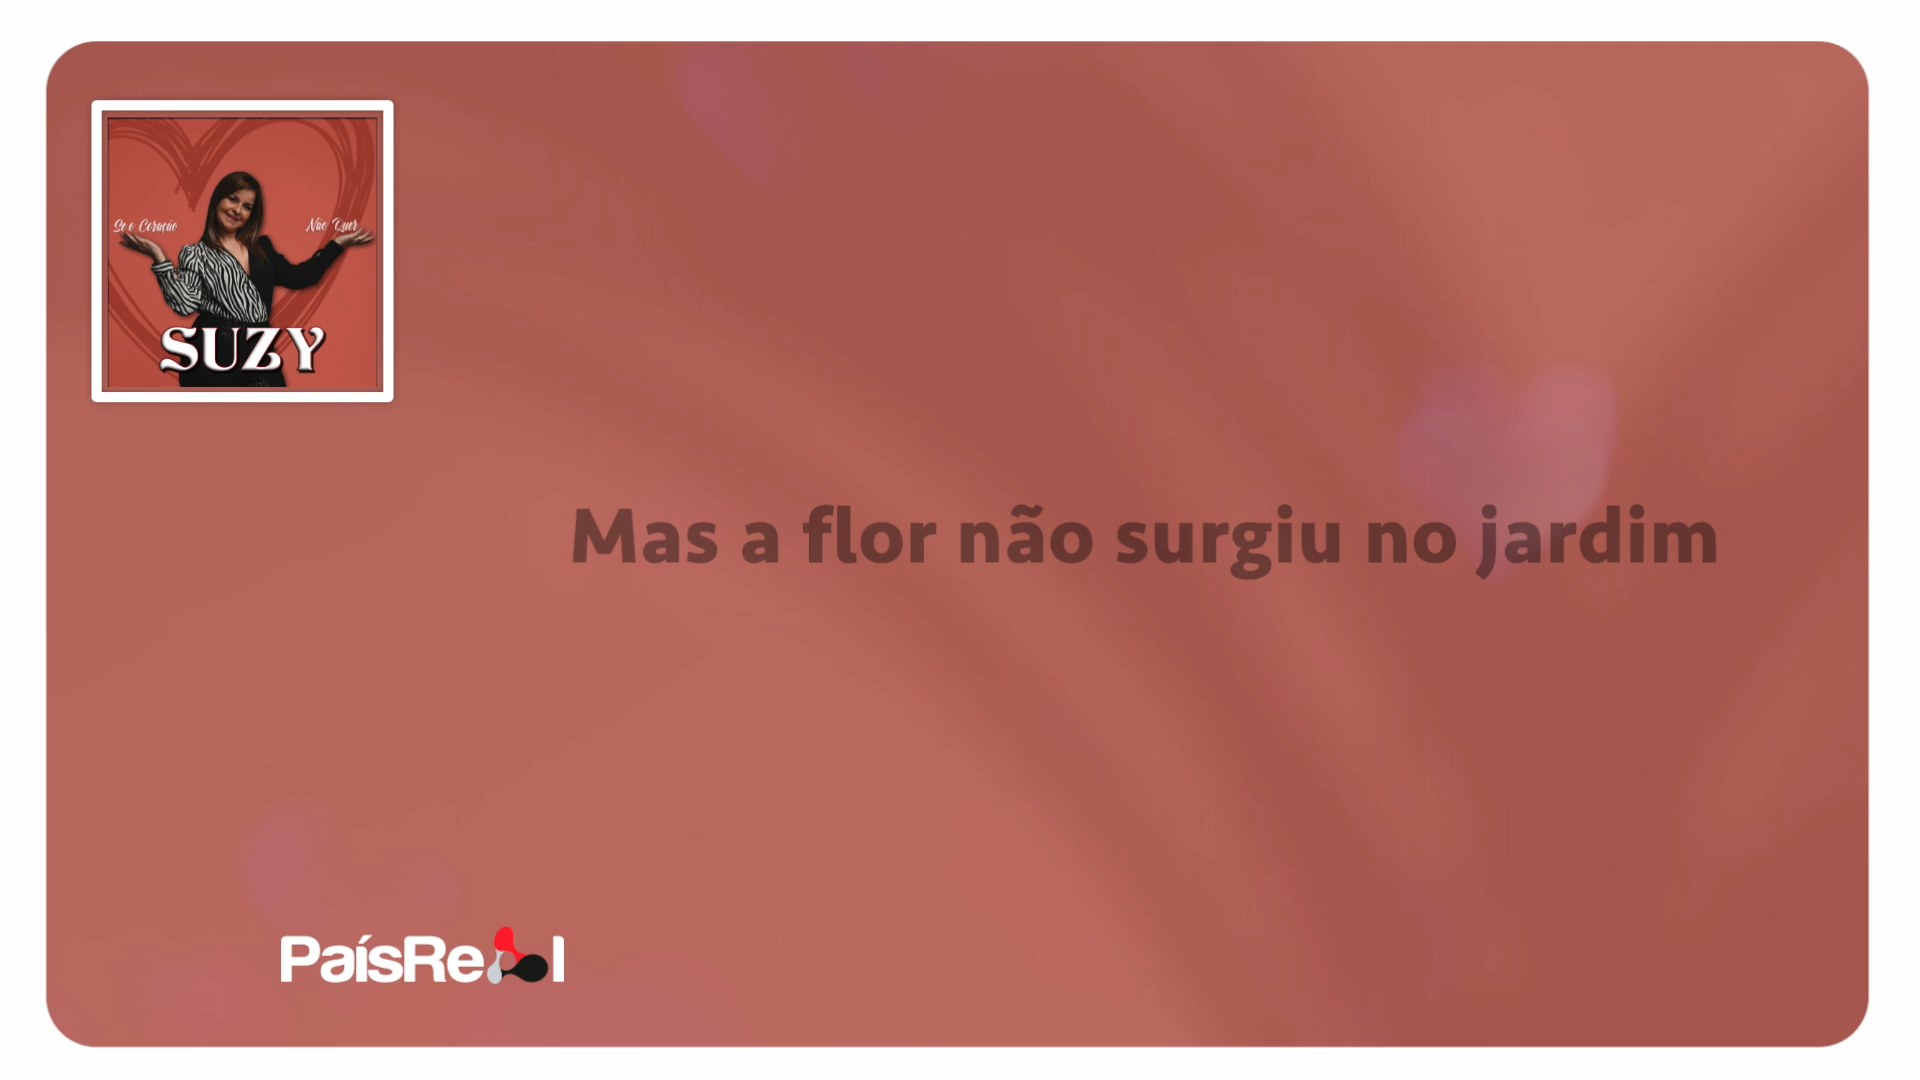 Se o Coração
Não Quer
SUZY
Mas a flor não surgiu no jardim
PaísReal